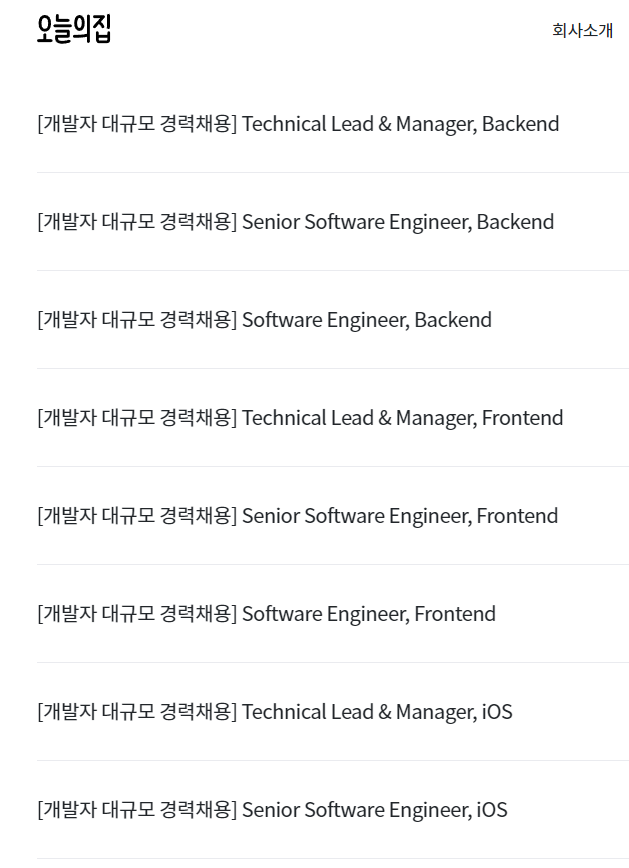 오늘의집
회사소개
[개발자 대규모 경력채용] Technical Lead & Manager, Backend
[개발자 대규모 경력채용] Senior Software Engineer, Backend
[개발자 대규모 경력채용] Software Engineer, Backend
[개발자 대규모 경력채용] Technical Lead & Manager, Frontend
[개발자 대규모 경력채용] Senior Software Engineer, Frontend
[개발자 대규모 경력채용] Software Engineer, Frontend
[개발자 대규모 경력채용] Technical Lead & Manager, iOS
[개발자 대규모 경력채용] Senior Software Engineer, iOS